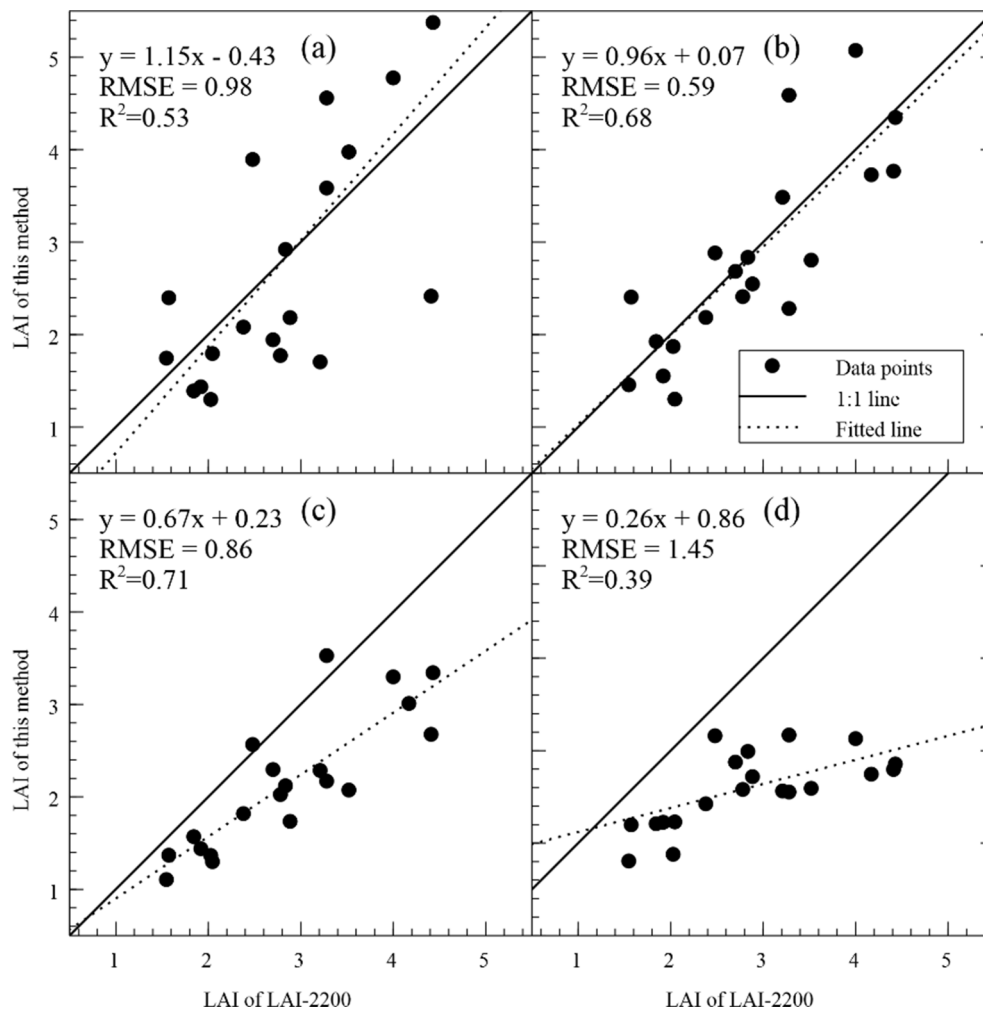 y = 1.15x - 0.43 (a)
RMSE = 0.98
R²=0.53
y = 0.96x + 0.07 (b)
RMSE = 0.59
R²=0.68
5
4
3
2
1
LAI of this method
Data points
1:1 line
Fitted line
y = 0.67x + 0.23 (c)
RMSE = 0.86
R²=0.71
y = 0.26x + 0.86 (d)
RMSE = 1.45
R²=0.39
5
4
3
2
1
LAI of this method
1 2 3 4 5
1 2 3 4 5
LAI of LAI-2200
LAI of LAI-2200